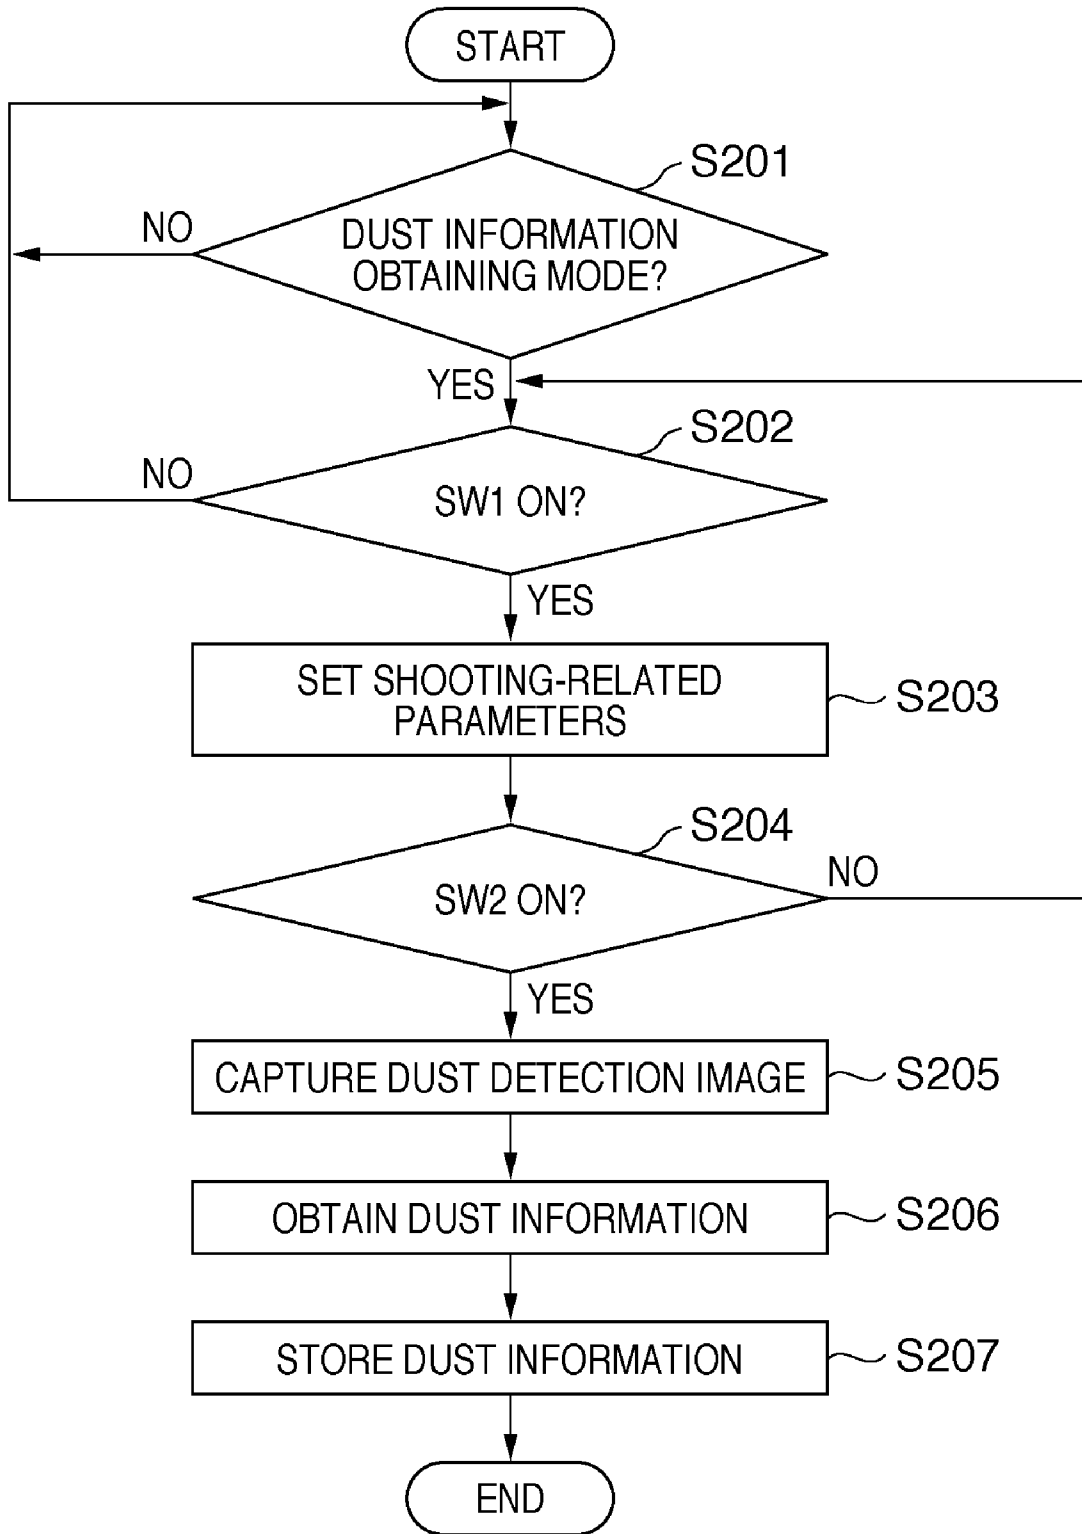 START
S201
NO
DUST INFORMATION
OBTAINING MODE?
YES
S202
NO
SW1 ON?
YES
SET SHOOTING-RELATED
PARAMETERS
S203
S204
NO
SW2 ON?
YES
CAPTURE DUST DETECTION IMAGE
S205
OBTAIN DUST INFORMATION
S206
STORE DUST INFORMATION
S207
END